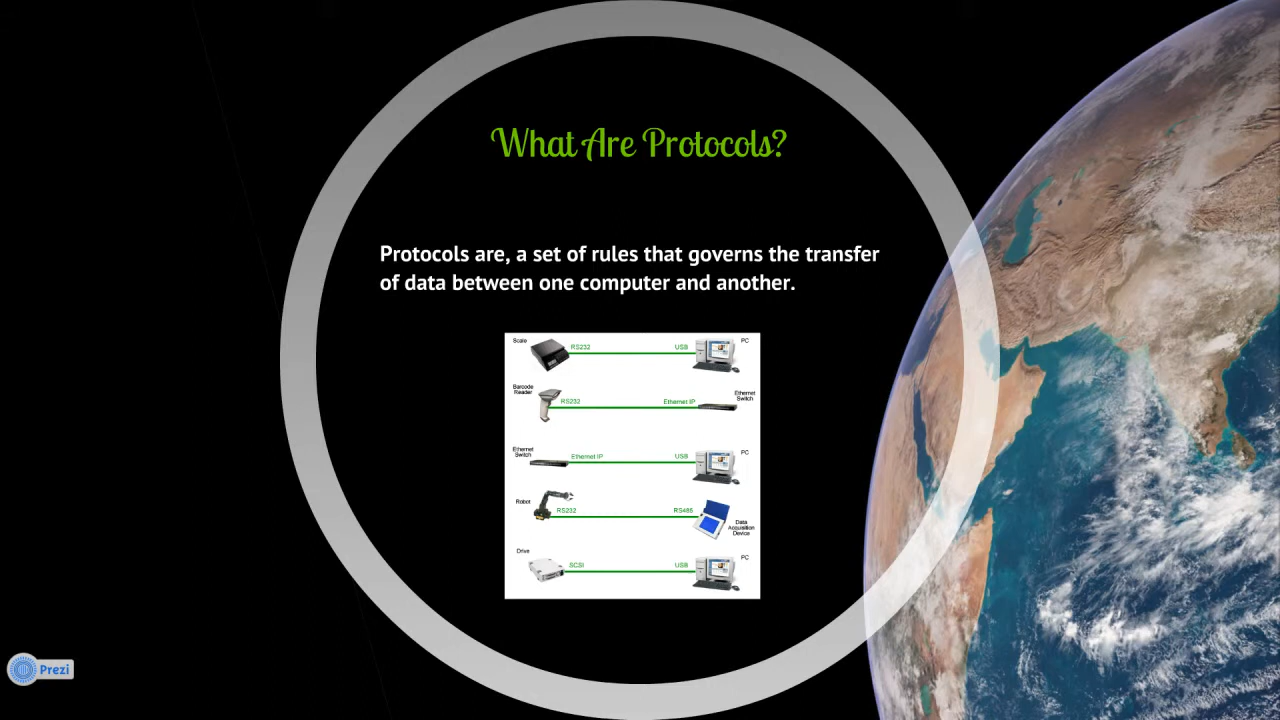 What Are Protocols?
Protocols are, a set of rules that governs the transfer
of data between one computer and another.
Scale
RS232
USB
PC
Barcode
Reader
RS232
Ethernet IP
Ethernet
Switch
Ethernet
Switch
Ethernet IP
USB
PC
Robot
RS232
RS485
Data
Acquisition
Device
Drive
SCSI
USB
PC
Prezi